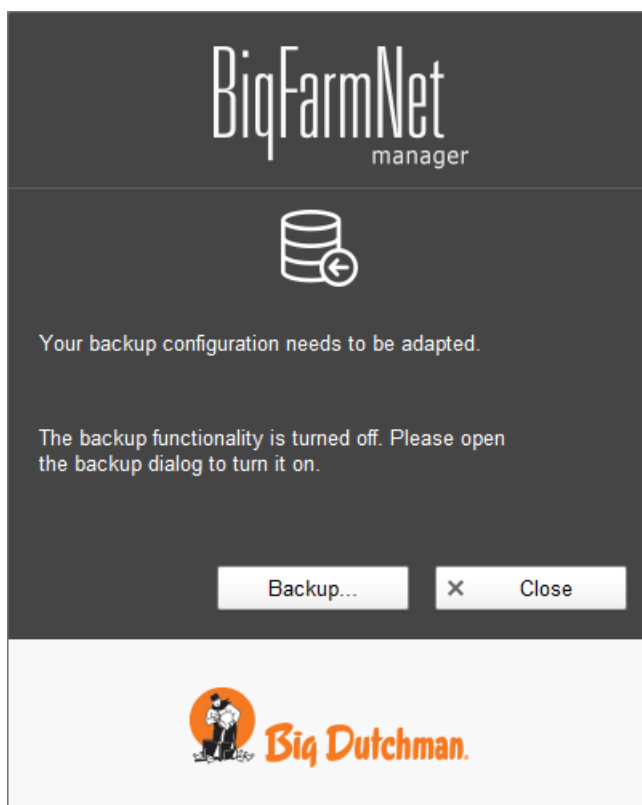 BigFarmNet
manager
Your backup configuration needs to be adapted.
The backup functionality is turned off. Please open
the backup dialog to turn it on.
Backup...
Close
Big Dutchman.